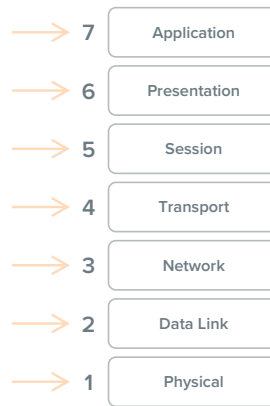 7 Application
6 Presentation
5 Session
4 Transport
3 Network
2 Data Link
1 Physical